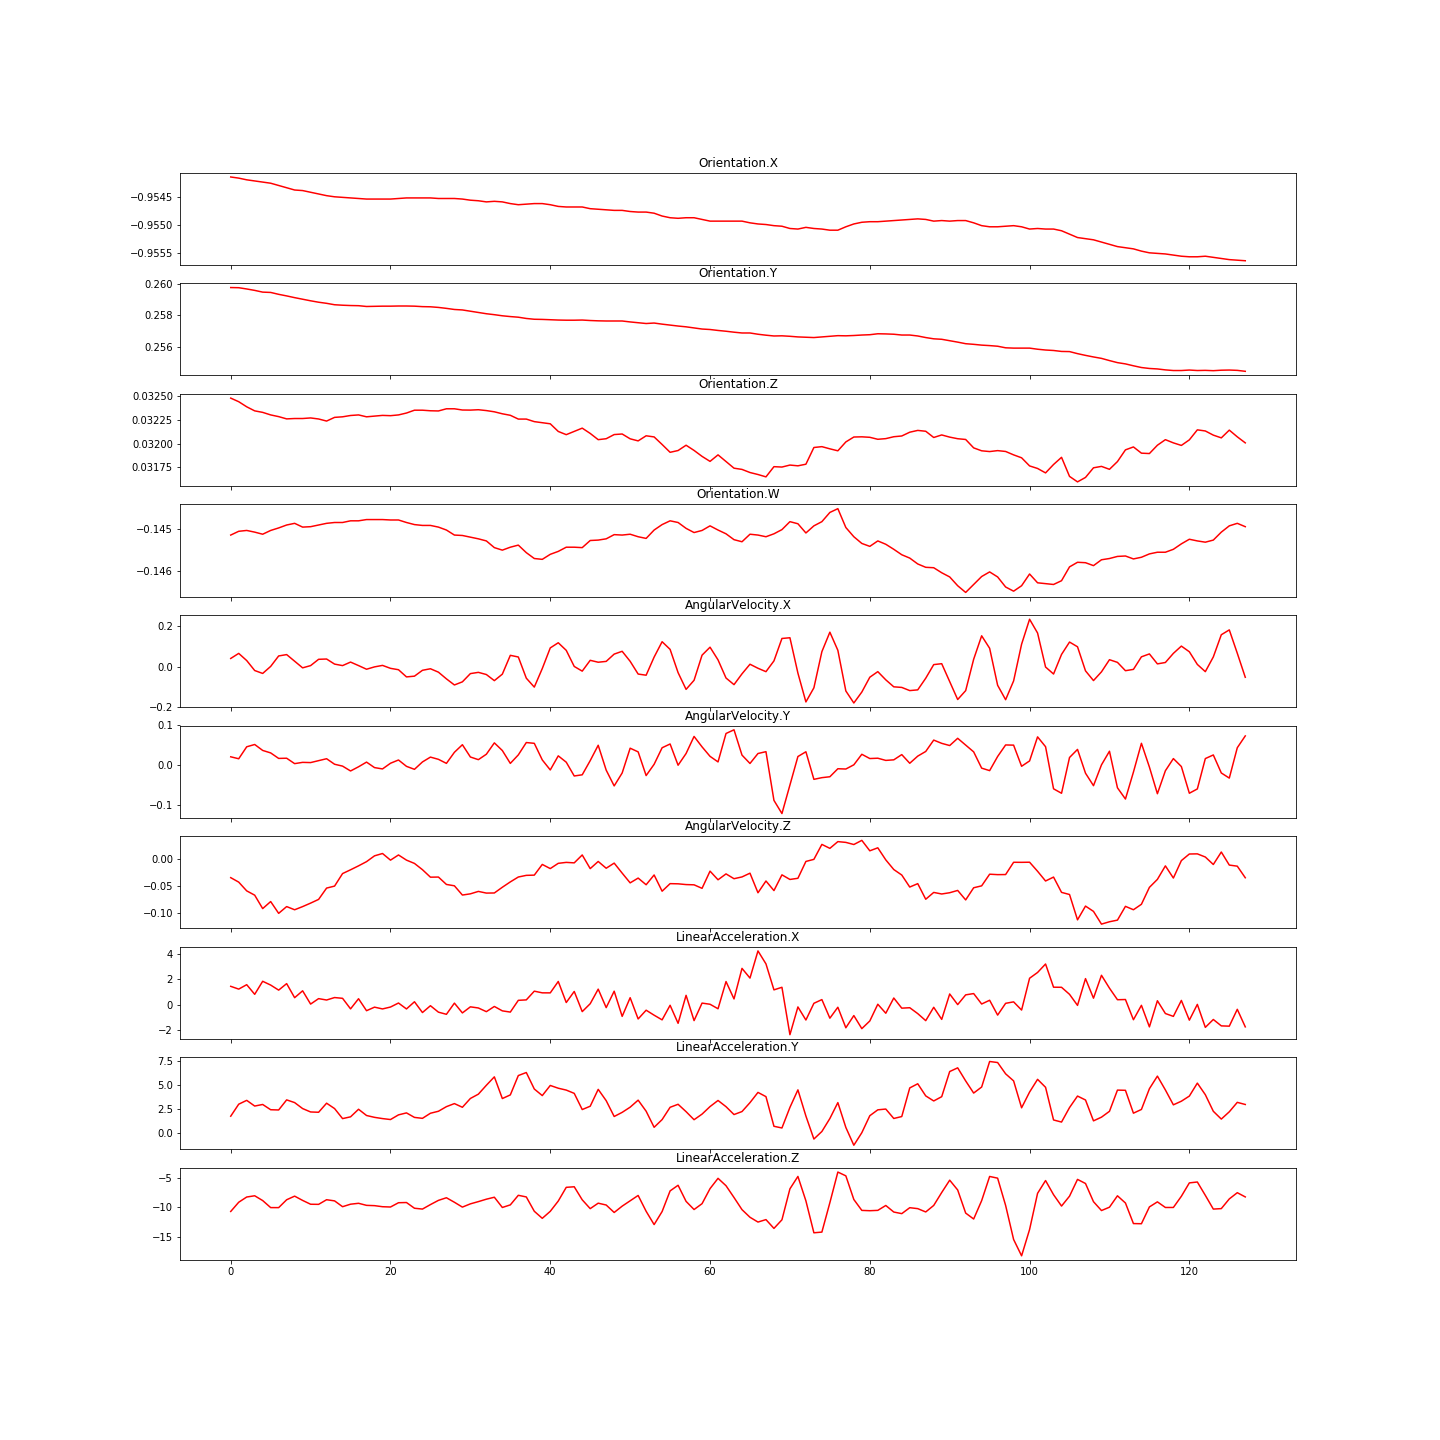 Orientation.X
−0.9545
−0.9550
−0.9555
Orientation.Y
0.260
0.258
0.256
Orientation.Z
0.03250
0.03225
0.03200
0.03175
Orientation.W
−0.145
−0.146
AngularVelocity.X
0.2
0.0
−0.2
AngularVelocity.Y
0.1
0.0
−0.1
AngularVelocity.Z
0.00
−0.05
−0.10
LinearAcceleration.X
4
2
0
−2
LinearAcceleration.Y
7.5
5.0
2.5
0.0
LinearAcceleration.Z
−5
−10
−15
0 20 40 60 80 100 120